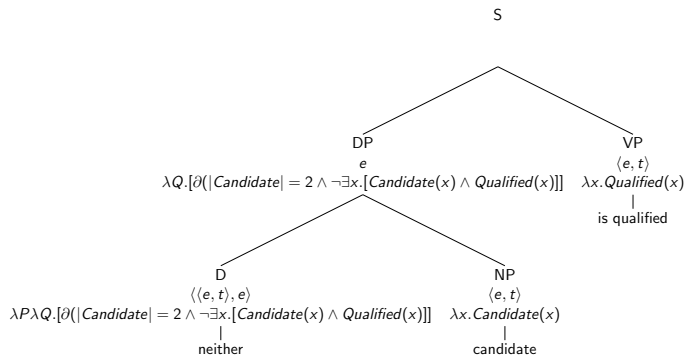 S
DP
VP
e
⟨e, t⟩
λQ.[∂(|Candidate| = 2 ∧ ¬∃x.[Candidate(x) ∧ Qualified(x)]]
λx.Qualified(x)
is qualified
D
NP
⟨⟨e, t⟩, e⟩
⟨e, t⟩
λPλQ.[∂(|Candidate| = 2 ∧ ¬∃x.[Candidate(x) ∧ Qualified(x)]]
λx.Candidate(x)
neither
candidate